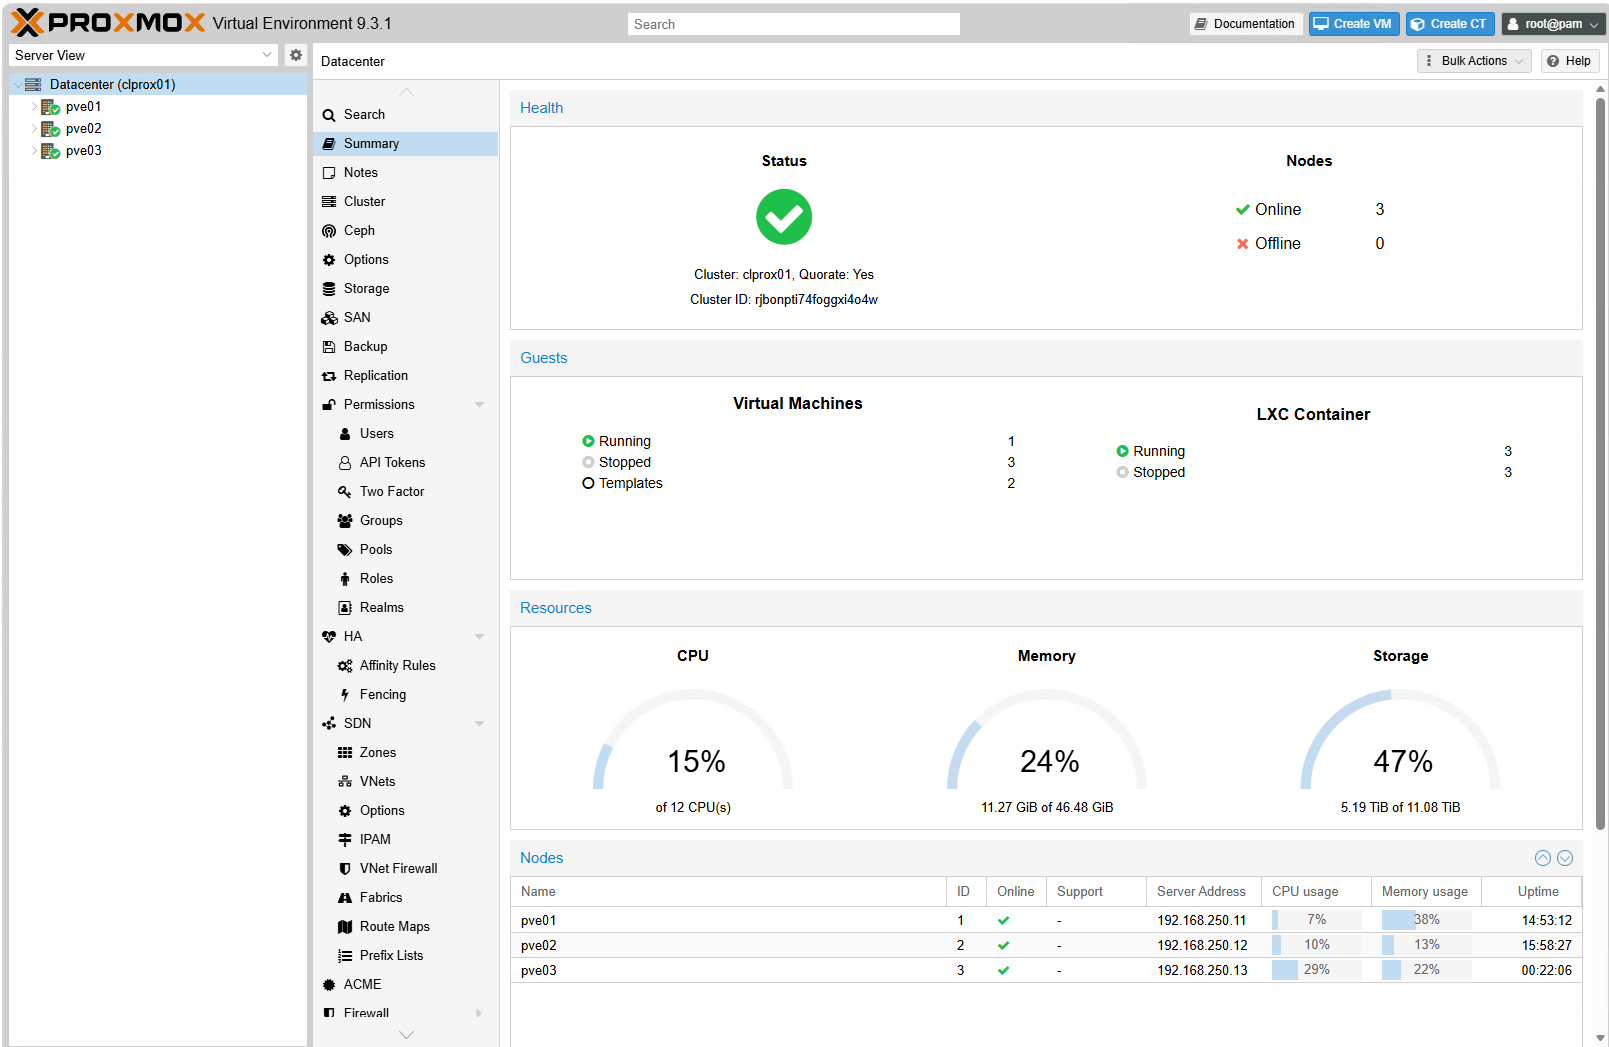 PROXMOX Virtual Environment 9.3.1
Search
Documentation
Create VM
Create CT
root@pam
Server View
Datacenter (clprox01)
pve01
pve02
pve03
Datacenter
Bulk Actions
Help
Search
Summary
Notes
Cluster
Ceph
Options
Storage
SAN
Backup
Replication
Permissions
Users
API Tokens
Two Factor
Groups
Pools
Roles
Realms
HA
Affinity Rules
Fencing
SDN
Zones
VNets
Options
IPAM
VNet Firewall
Fabrics
Route Maps
Prefix Lists
ACME
Firewall
Health
Status
Cluster: clprox01, Quorate: Yes
Cluster ID: rjbonpti74foggxi4o4w
Nodes
Online 3
Offline 0
Guests
Virtual Machines
Running 1
Stopped 3
Templates 2
LXC Container
Running 3
Stopped 3
Resources
CPU
15%
of 12 CPU(s)
Memory
24%
11.27 GiB of 46.48 GiB
Storage
47%
5.19 TiB of 11.08 TiB
Nodes
Name ID Online Support Server Address CPU usage Memory usage Uptime
pve01 1 - 192.168.250.11 7% 38% 14:53:12
pve02 2 - 192.168.250.12 10% 13% 15:58:27
pve03 3 - 192.168.250.13 29% 22% 00:22:06